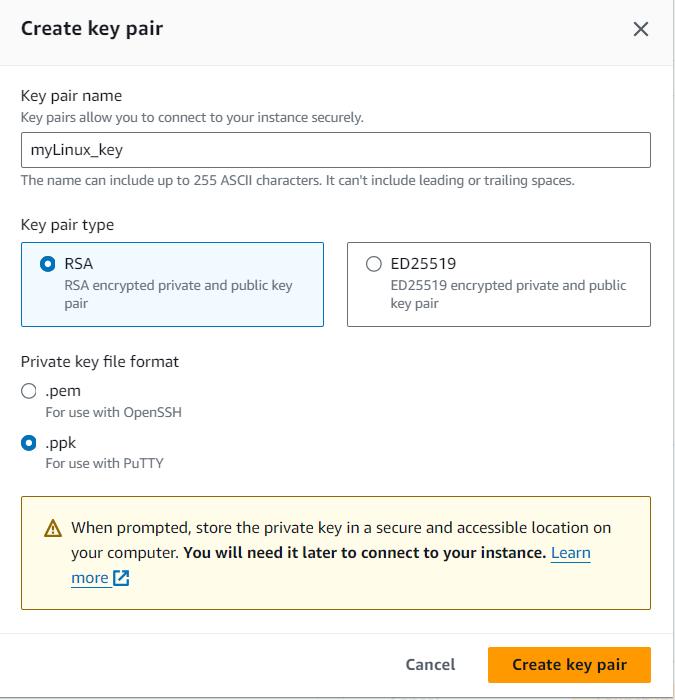 Create key pair
Key pair name
Key pairs allow you to connect to your instance securely.
myLinux_key
The name can include up to 255 ASCII characters. It can't include leading or trailing spaces.
Key pair type
RSA
RSA encrypted private and public key
pair
ED25519
ED25519 encrypted private and public
key pair
Private key file format
.pem
For use with OpenSSH
.ppk
For use with PuTTY
When prompted, store the private key in a secure and accessible location on
your computer. You will need it later to connect to your instance. Learn
more
Cancel
Create key pair